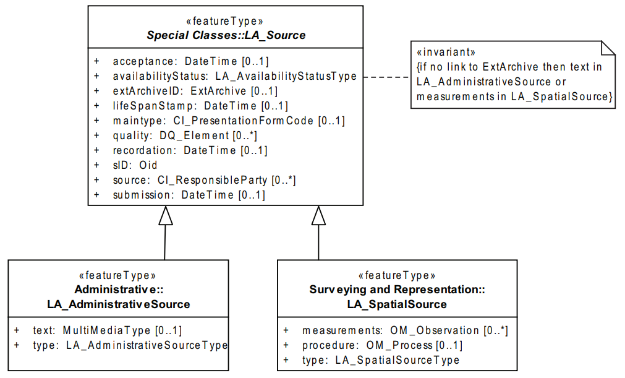 «featureType»
Special Classes::LA_Source
+ acceptance: DateTime [0..1]
+ availabilityStatus: LA_AvailabilityStatusType
+ extArchiveID: ExtArchive [0..1]
+ lifeSpanStamp: DateTime [0..1]
+ maintype: CI_PresentationFormCode [0..1]
+ quality: DQ_Element [0..*]
+ recordation: DateTime [0..1]
+ sID: Oid
+ source: CI_ResponsibleParty [0..*]
+ submission: DateTime [0..1]
«invariant»
{if no link to ExtArchive then text in
LA_AdministrativeSource or
measurements in LA_SpatialSource}
«featureType»
Administrative::
LA_AdministrativeSource
+ text: MultiMediaType [0..1]
+ type: LA_AdministrativeSourceType
«featureType»
Surveying and Representation::
LA_SpatialSource
+ measurements: OM_Observation [0..*]
+ procedure: OM_Process [0..1]
+ type: LA_SpatialSourceType